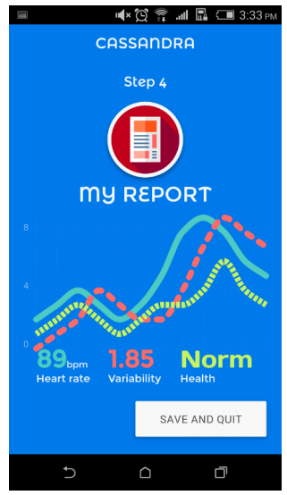 3:33 PM
CASSANDRA
Step 4
MY REPORT
8
4
0
89bpm 1.85 Norm
Heart rate Variability Health
SAVE AND QUIT